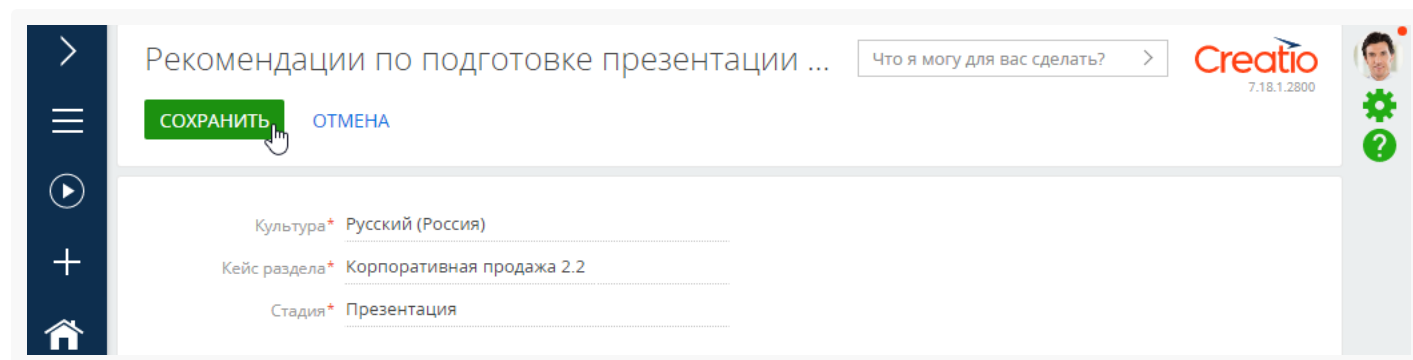 Рекомендации по подготовке презентации ...
Что я могу для вас сделать?
Creatio
7.18.1.2800
СОХРАНИТЬ
ОТМЕНА
Культура* Русский (Россия)
Кейс раздела* Корпоративная продажа 2.2
Стадия* Презентация